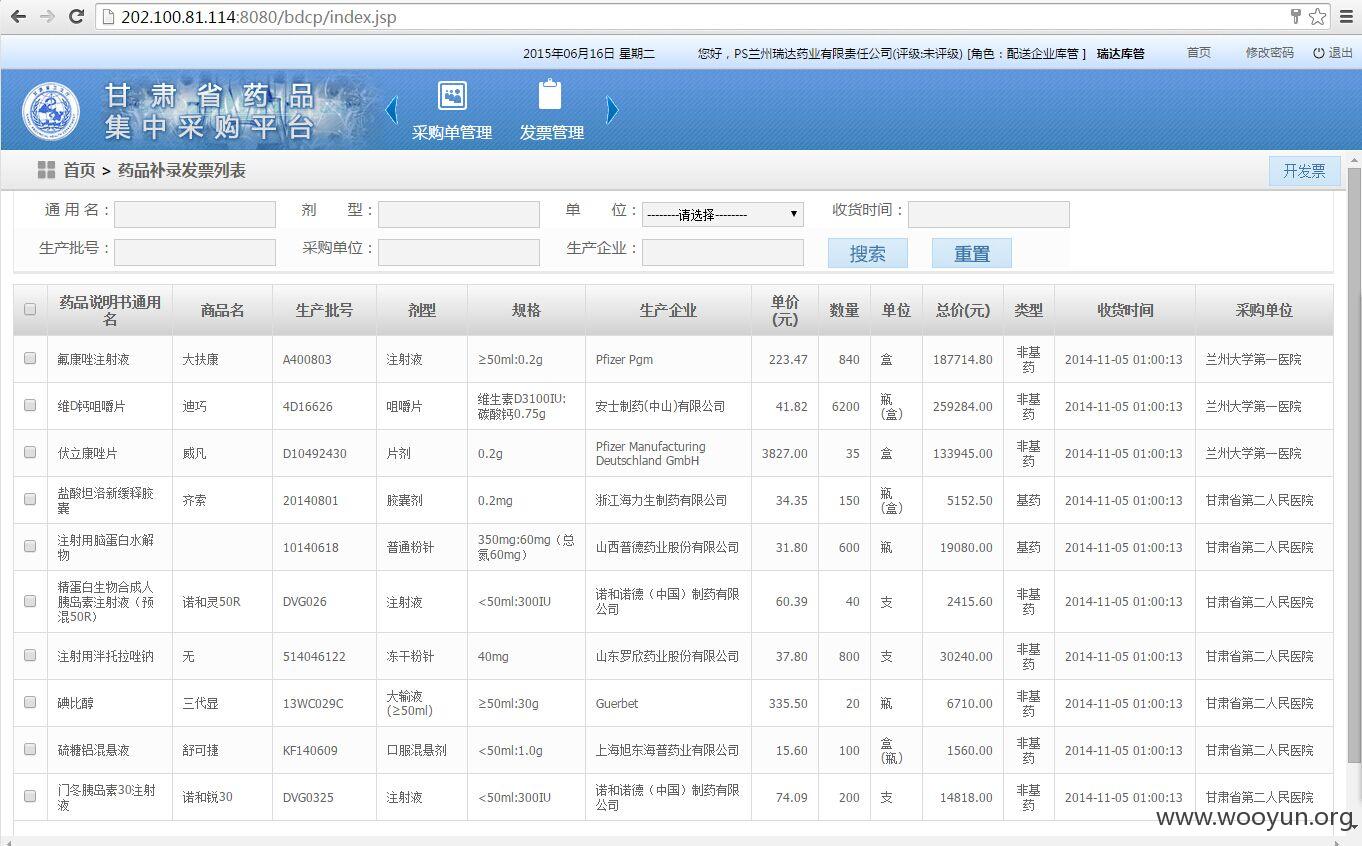 202.100.81.114:8080/bdcp/index.jsp
2015年06月16日 星期二 您好，PS兰州瑞达药业有限责任公司(评级:未评级) [角色：配送企业库管 ] 瑞达库管 首页 修改密码 退出
甘肃省药品
集中采购平台
采购单管理 发票管理
首页 > 药品补录发票列表 开发票
通 用 名： 剂 型： 单 位： --------请选择-------- 收货时间：
生产批号： 采购单位： 生产企业： 搜索 重置
药品说明书通用名 商品名 生产批号 剂型 规格 生产企业 单价(元) 数量 单位 总价(元) 类型 收货时间 采购单位
氟康唑注射液 大扶康 A400803 注射液 ≥50ml:0.2g Pfizer Pgm 223.47 840 盒 187714.80 非基药 2014-11-05 01:00:13 兰州大学第一医院
维D钙咀嚼片 迪巧 4D16626 咀嚼片 维生素D3100IU:碳酸钙0.75g 安士制药(中山)有限公司 41.82 6200 瓶(盒) 259284.00 非基药 2014-11-05 01:00:13 兰州大学第一医院
伏立康唑片 威凡 D10492430 片剂 0.2g Pfizer Manufacturing Deutschland GmbH 3827.00 35 盒 133945.00 非基药 2014-11-05 01:00:13 兰州大学第一医院
盐酸坦洛新缓释胶囊 齐索 20140801 胶囊剂 0.2mg 浙江海力生制药有限公司 34.35 150 瓶(盒) 5152.50 基药 2014-11-05 01:00:13 甘肃省第二人民医院
注射用脑蛋白水解物 10140618 普通粉针 350mg:60mg（总氮60mg） 山西普德药业股份有限公司 31.80 600 瓶 19080.00 基药 2014-11-05 01:00:13 甘肃省第二人民医院
精蛋白生物合成人胰岛素注射液（预混50R） 诺和灵50R DVG026 注射液 <50ml:300IU 诺和诺德（中国）制药有限公司 60.39 40 支 2415.60 非基药 2014-11-05 01:00:13 甘肃省第二人民医院
注射用泮托拉唑钠 无 514046122 冻干粉针 40mg 山东罗欣药业股份有限公司 37.80 800 支 30240.00 非基药 2014-11-05 01:00:13 甘肃省第二人民医院
碘比醇 三代显 13WC029C 大输液(≥50ml) ≥50ml:30g Guerbet 335.50 20 瓶 6710.00 非基药 2014-11-05 01:00:13 甘肃省第二人民医院
硫糖铝混悬液 舒可捷 KF140609 口服混悬剂 <50ml:1.0g 上海旭东海普药业有限公司 15.60 100 盒(瓶) 1560.00 非基药 2014-11-05 01:00:13 甘肃省第二人民医院
门冬胰岛素30注射液 诺和锐30 DVG0325 注射液 <50ml:300IU 诺和诺德（中国）制药有限公司 74.09 200 支 14818.00 非基药 2014-11-05 01:00:13 甘肃省第二人民医院
www.wooyun.org